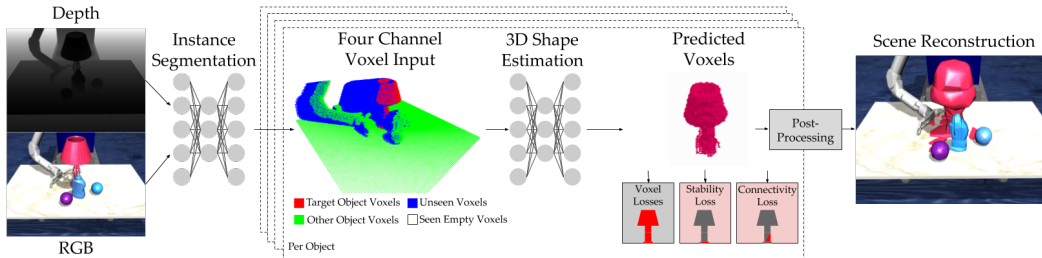 Depth
RGB
Instance
Segmentation
Four Channel
Voxel Input
Target Object Voxels
Unseen Voxels
Other Object Voxels
Seen Empty Voxels
Per Object
3D Shape
Estimation
Predicted
Voxels
Voxel
Losses
Stability
Loss
Connectivity
Loss
Post-
Processing
Scene Reconstruction